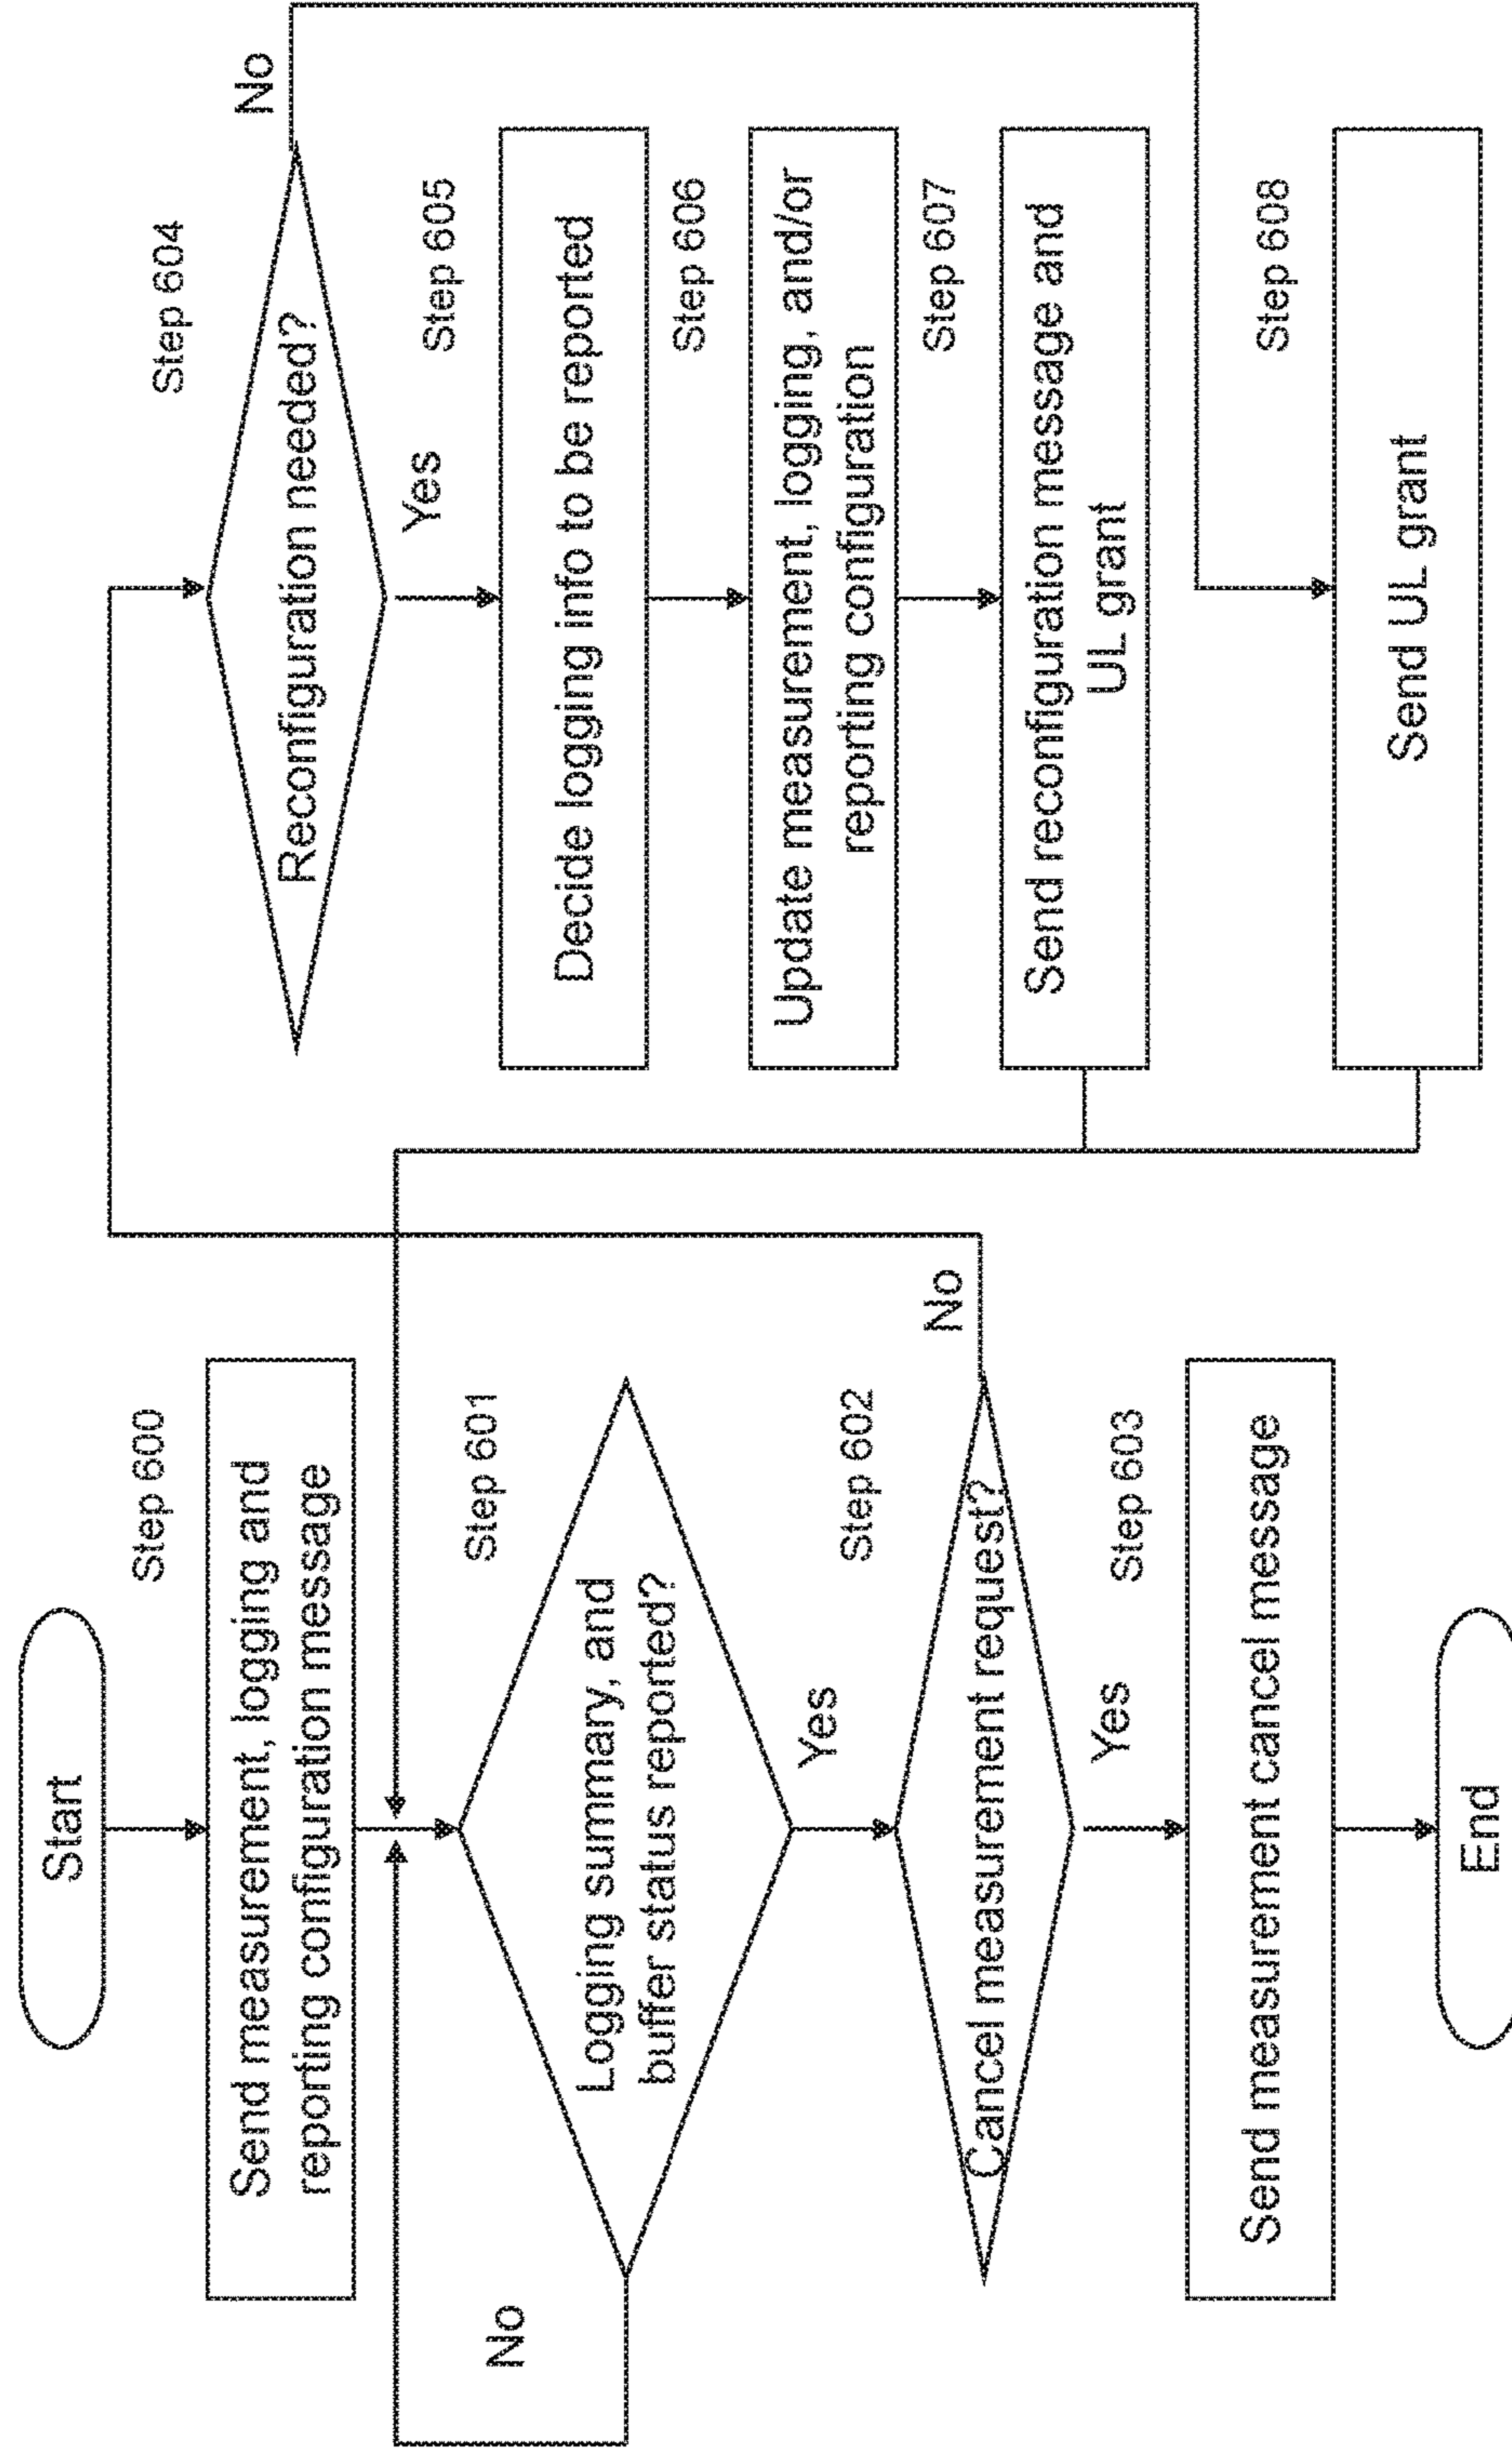 Start
Step 600
Send measurement, logging and
reporting configuration message
Step 601
Logging summary, and
buffer status reported?
No
Yes
Step 602
Cancel measurement request?
No
Yes
Step 603
Send measurement cancel message
End
Step 604
Reconfiguration needed?
No
Yes
Step 605
Decide logging info to be reported
Step 606
Update measurement, logging, and/or
reporting configuration
Step 607
Send reconfiguration message and
UL grant
Step 608
Send UL grant